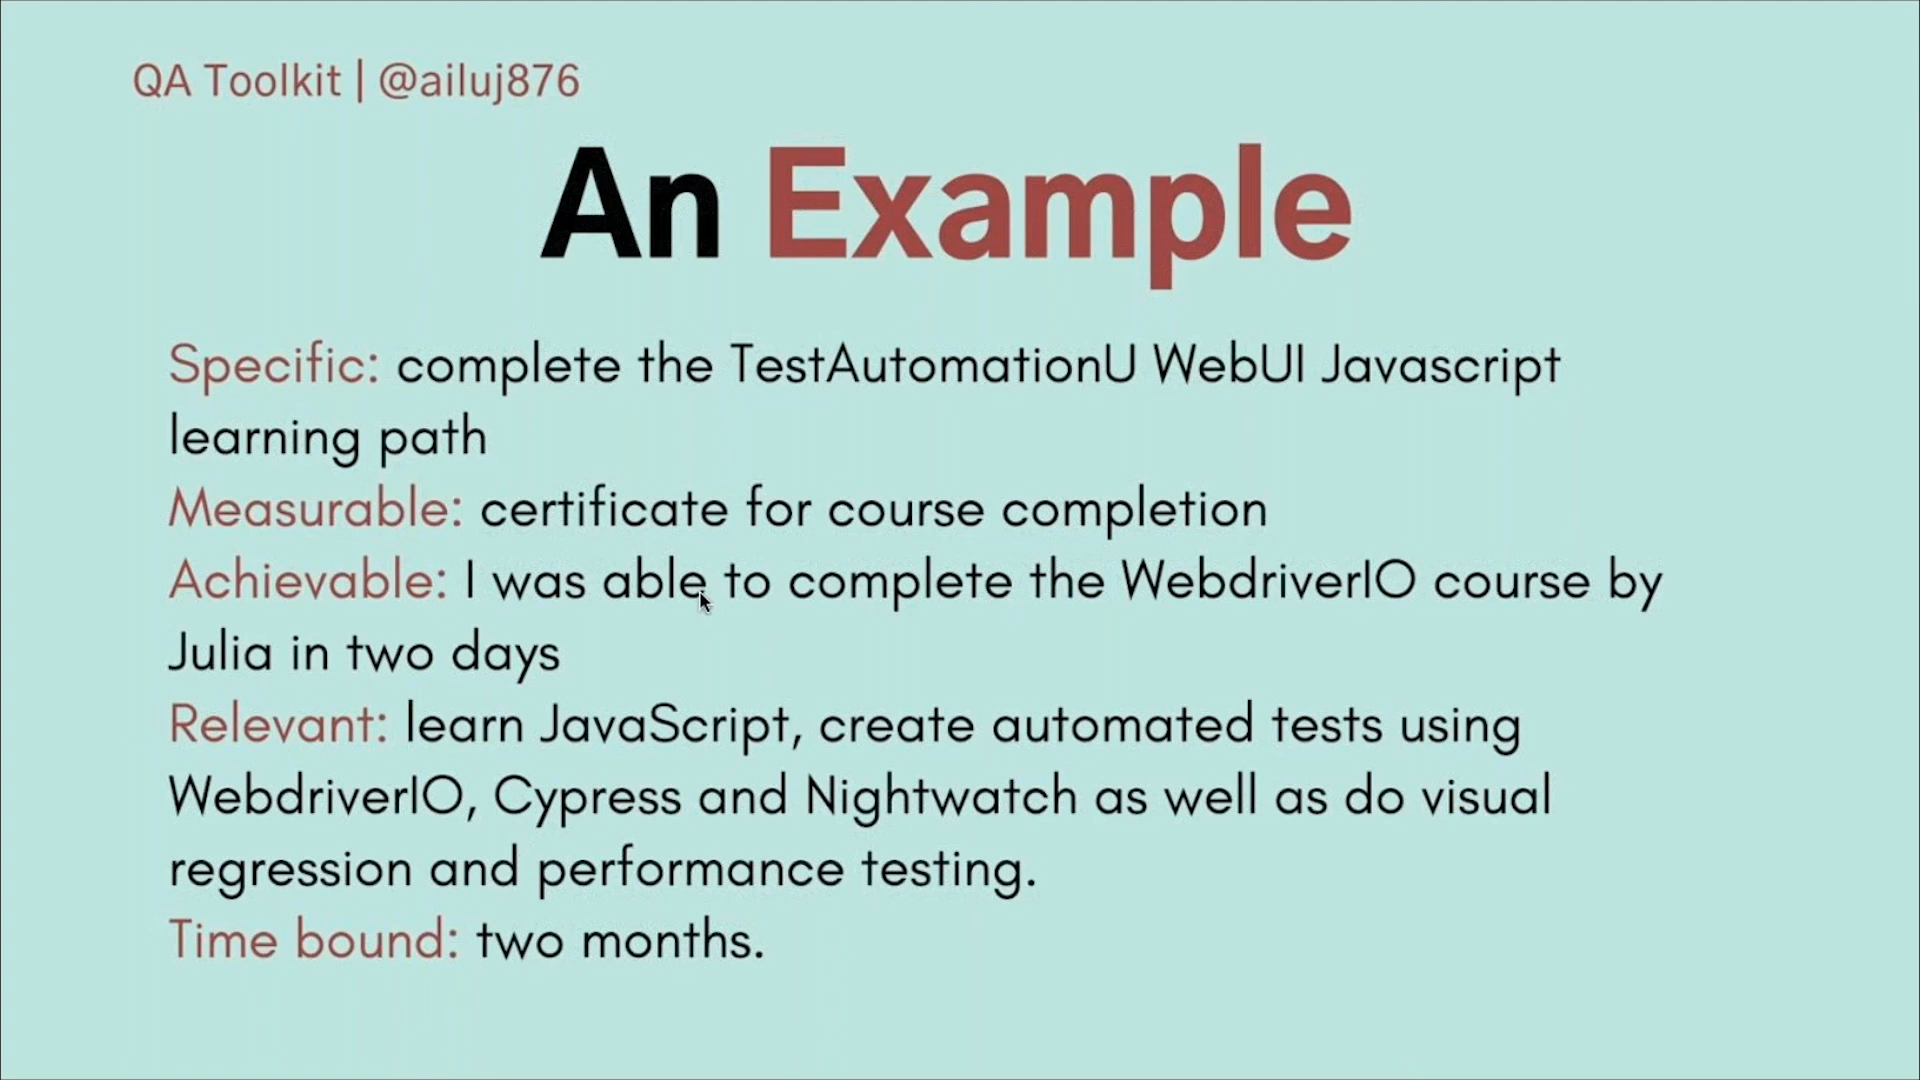 QA Toolkit | @ailuj876
An Example
Specific: complete the TestAutomationU WebUI Javascript
learning path
Measurable: certificate for course completion
Achievable: I was able to complete the WebdriverIO course by
Julia in two days
Relevant: learn JavaScript, create automated tests using
WebdriverIO, Cypress and Nightwatch as well as do visual
regression and performance testing.
Time bound: two months.